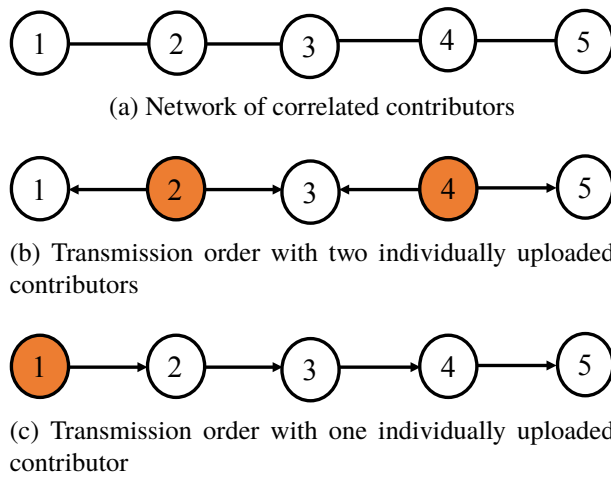 1 2 3 4 5
(a) Network of correlated contributors
1 2 3 4 5
(b) Transmission order with two individually uploaded
contributors
1 2 3 4 5
(c) Transmission order with one individually uploaded
contributor